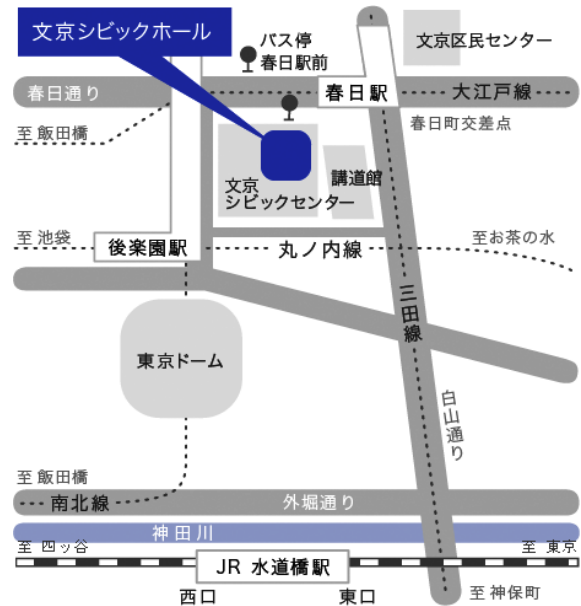 文京シビックホール
バス停
春日駅前
文京区民センター
春日通り
春日駅
大江戸線
至 飯田橋
春日町交差点
文京
シビックセンター
講道館
至 池袋
後楽園駅
丸ノ内線
至お茶の水
三田線
東京ドーム
白山通り
至 飯田橋
南北線
外堀通り
神田川
至 四ッ谷
至 東京
JR 水道橋駅
西口
東口
至 神保町